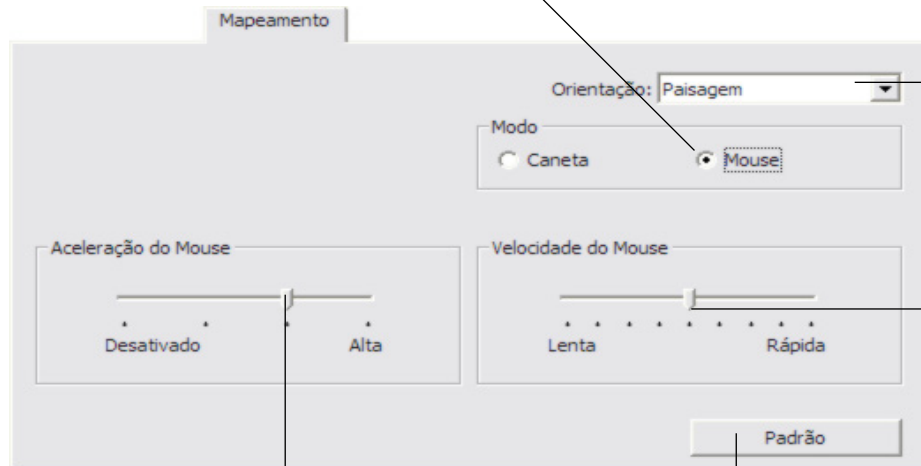 Mapeamento
Orientação: Paisagem
Modo
Caneta Mouse
Aceleração do Mouse
Desativado Alta
Velocidade do Mouse
Lenta Rápida
Padrão